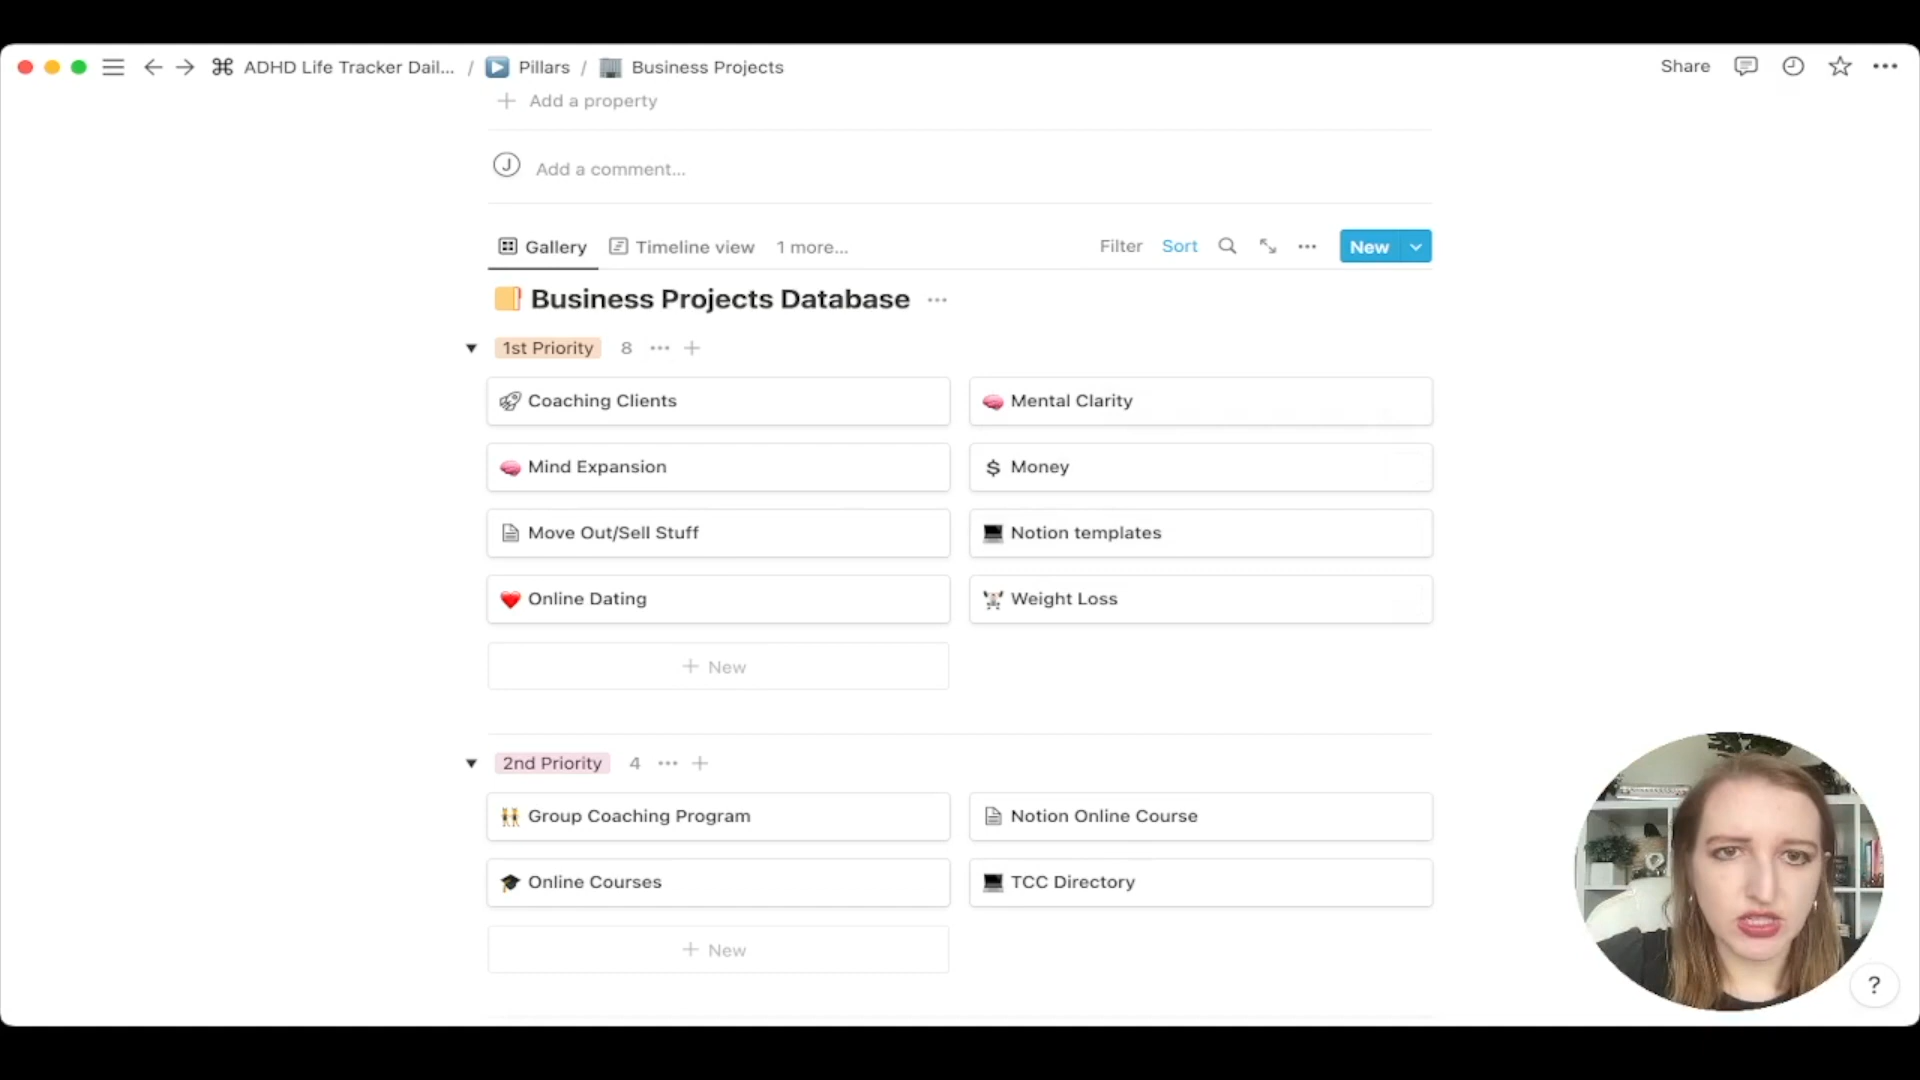 ADHD Life Tracker Dail... / Pillars / Business Projects
Share
Add a property
J Add a comment...
Gallery Timeline view 1 more...
Filter Sort New
Business Projects Database
1st Priority 8
Coaching Clients
Mental Clarity
Mind Expansion
$ Money
Move Out/Sell Stuff
Notion templates
Online Dating
Weight Loss
+ New
2nd Priority 4
Group Coaching Program
Notion Online Course
Online Courses
TCC Directory
+ New
?